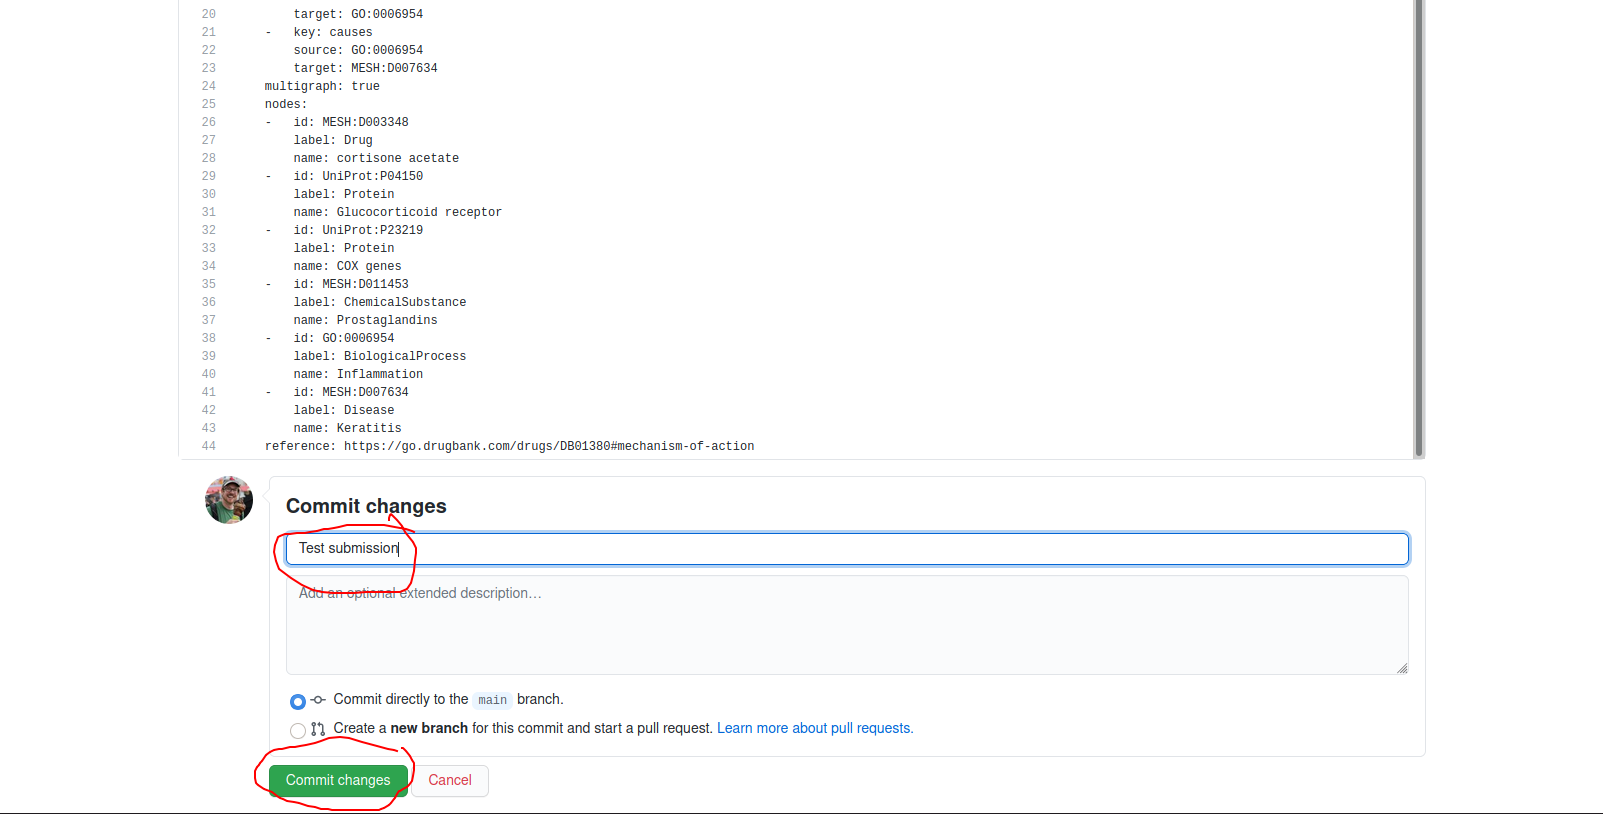 20 target: GO:0006954
21 - key: causes
22 source: GO:0006954
23 target: MESH:D007634
24 multigraph: true
25 nodes:
26 - id: MESH:D003348
27 label: Drug
28 name: cortisone acetate
29 - id: UniProt:P04150
30 label: Protein
31 name: Glucocorticoid receptor
32 - id: UniProt:P23219
33 label: Protein
34 name: COX genes
35 - id: MESH:D011453
36 label: ChemicalSubstance
37 name: Prostaglandins
38 - id: GO:0006954
39 label: BiologicalProcess
40 name: Inflammation
41 - id: MESH:D007634
42 label: Disease
43 name: Keratitis
44 reference: https://go.drugbank.com/drugs/DB01380#mechanism-of-action
Commit changes
Test submission
Add an optional extended description…
Commit directly to the main branch.
Create a new branch for this commit and start a pull request. Learn more about pull requests.
Commit changes Cancel